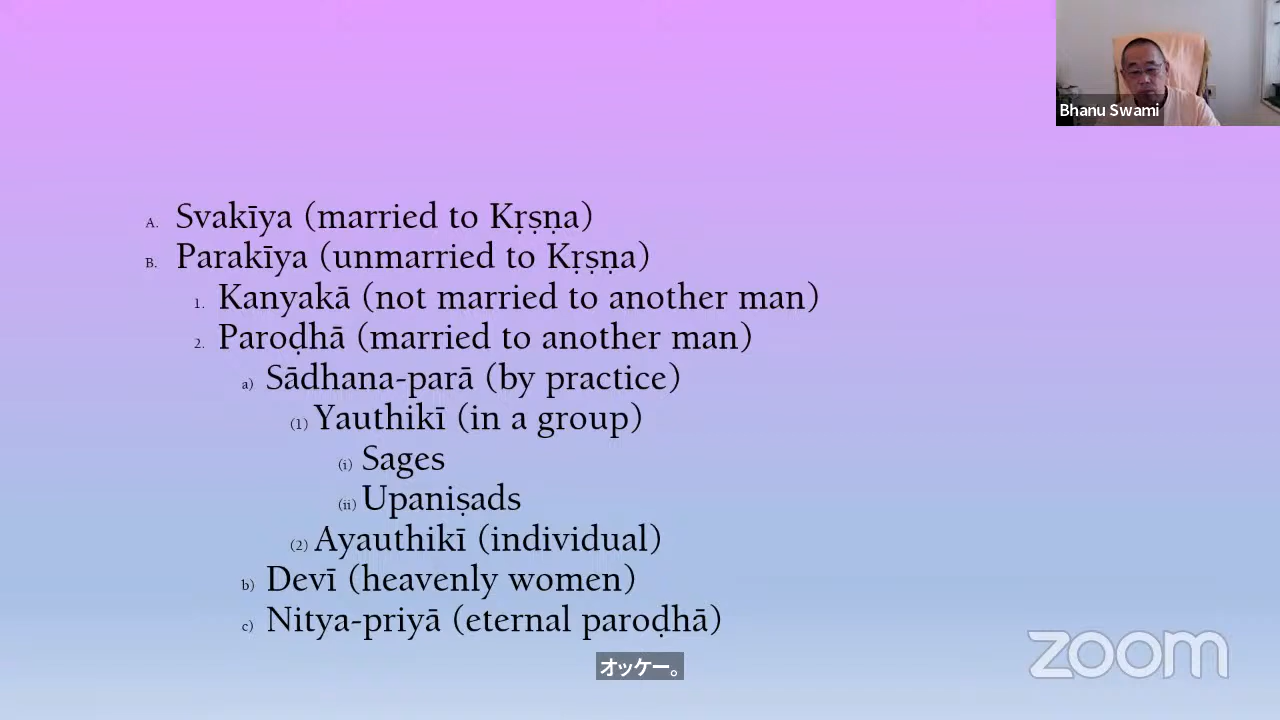 Bhanu Swami
A. Svakīya (married to Kṛṣṇa)
B. Parakīya (unmarried to Kṛṣṇa)
1. Kanyakā (not married to another man)
2. Paroḍhā (married to another man)
a) Sādhana-parā (by practice)
(1) Yauthikī (in a group)
(i) Sages
(ii) Upaniṣads
(2) Ayauthikī (individual)
b) Devī (heavenly women)
c) Nitya-priyā (eternal paroḍhā)
zoom
オッケー。